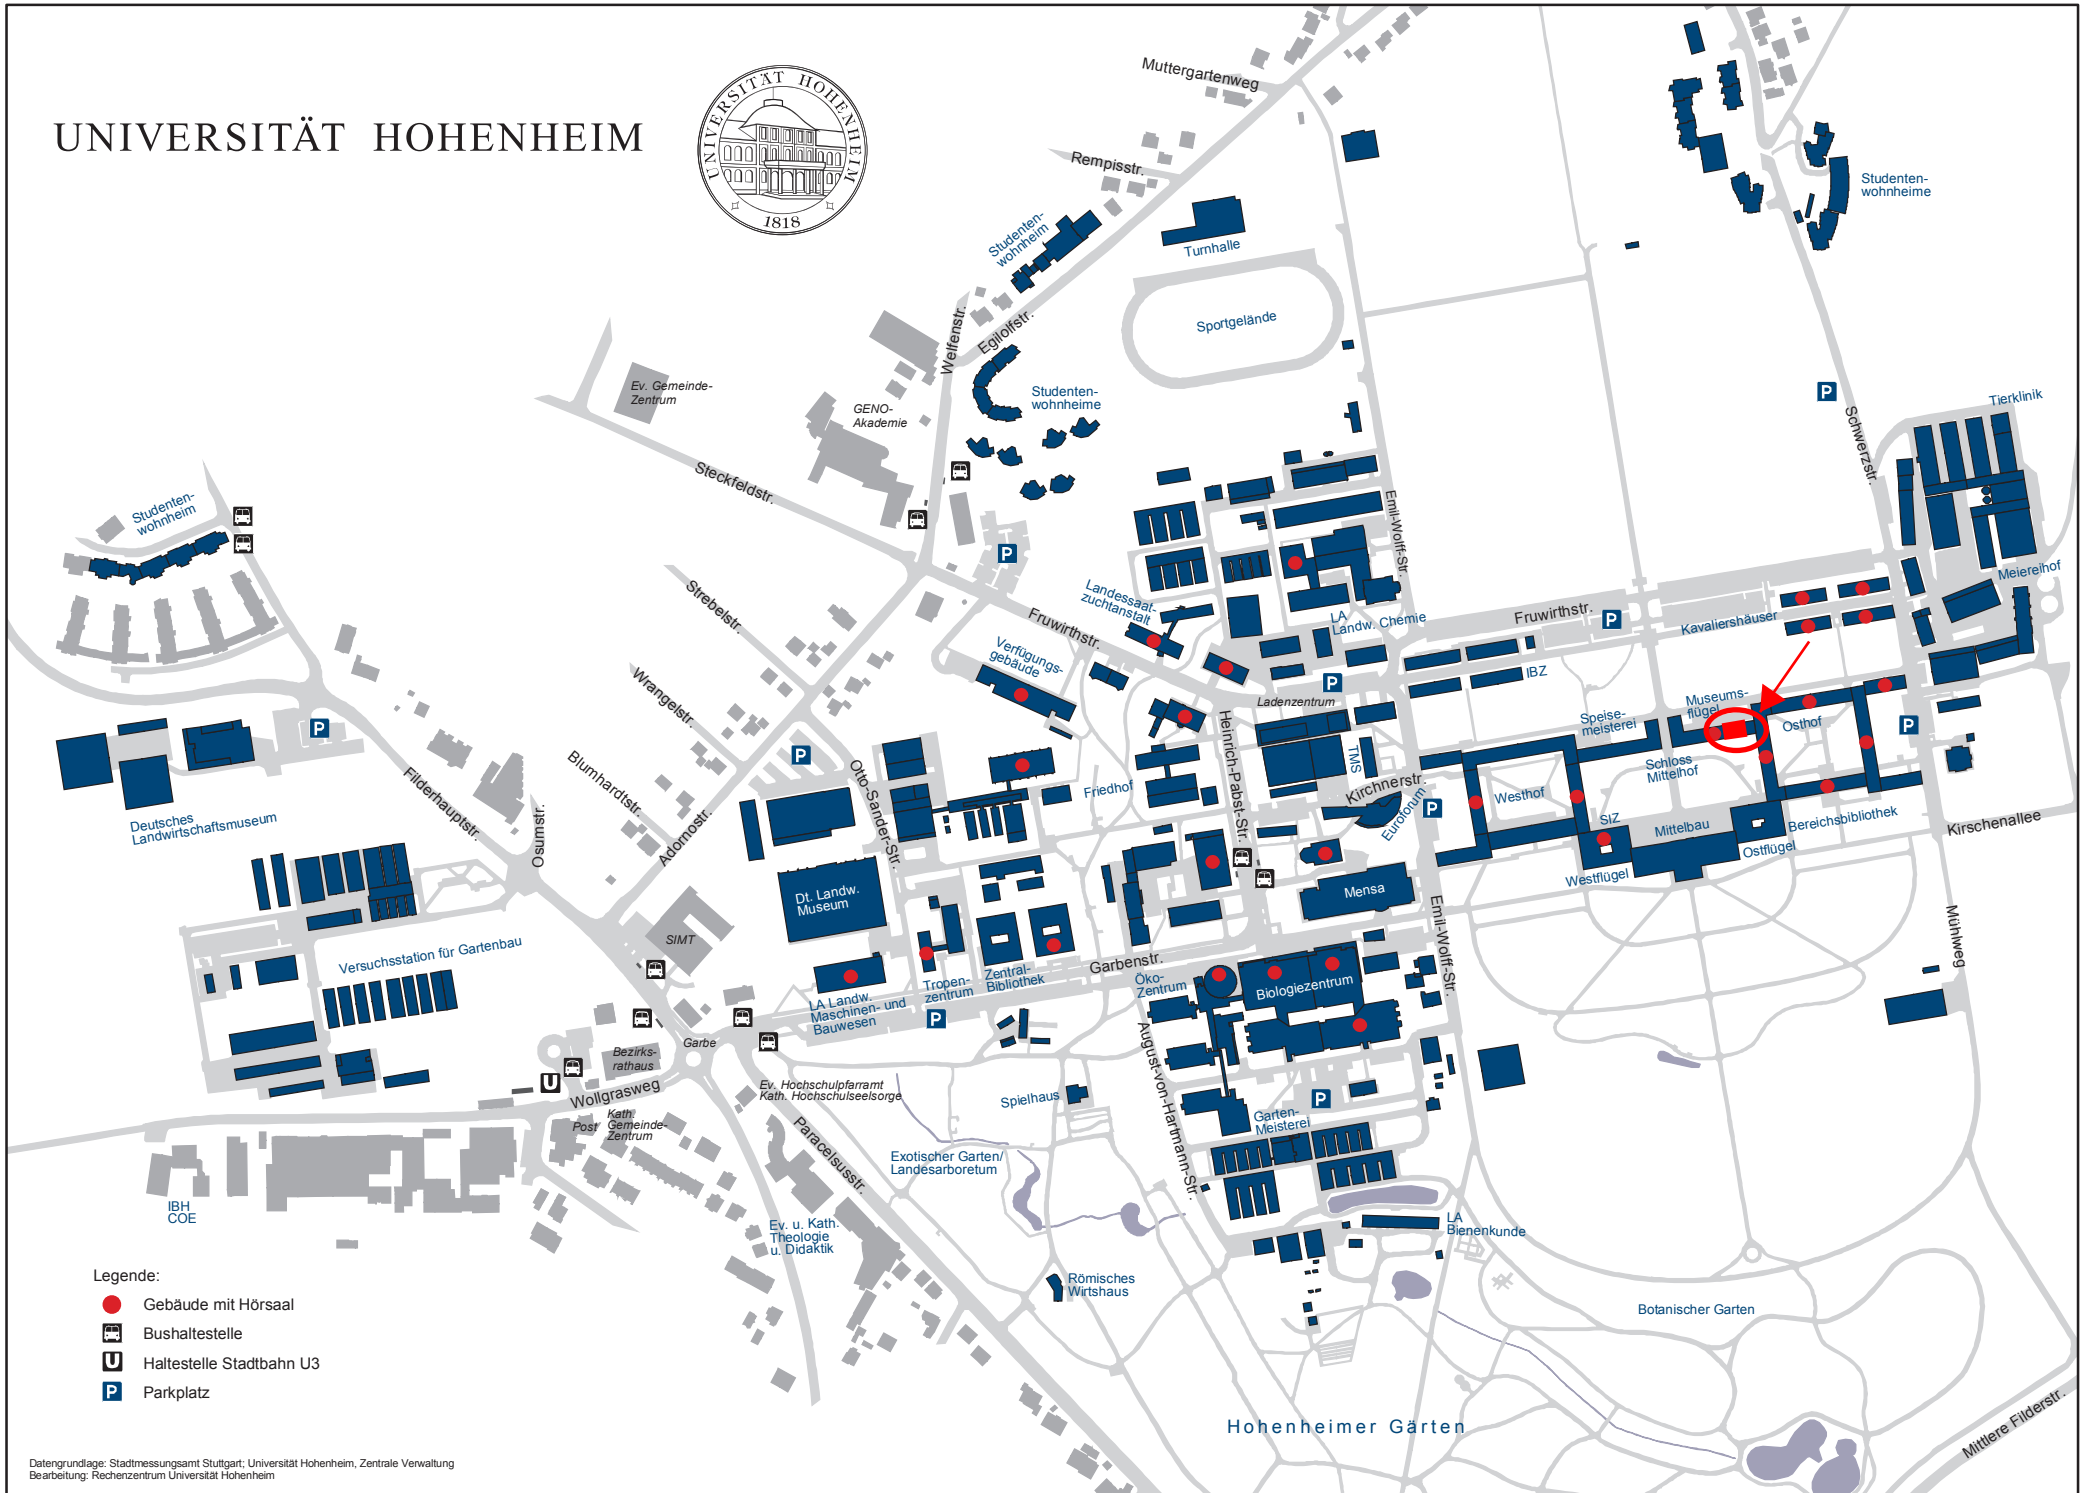 UNIVERSITÄT HOHENHEIM
UNIVERSITÄT HOHENHEIM
1818
Muttergartenweg
Rempisstr.
Studenten-
wohnheim
Turnhalle
Studenten-
wohnheime
Sportgelände
Welfenstr.
Egilolfstr.
Ev. Gemeinde-
Zentrum
GENO-
Akademie
Studenten-
wohnheime
P
Schwerzstr.
Tierklinik
Steckfeldstr.
Studenten-
wohnheim
Emil-Wolff-Str.
P
Meiereihof
Strebelstr.
Landessaat-
zuchtanstalt
Fruwirthstr.
LA
Landw. Chemie
Fruwirthstr.
P
Kavaliershäuser
Verfügungs-
gebäude
Wrangelstr.
IBZ
P
Ladenzentrum
Museums-
flügel
Speise-
meisterei
Osthof
P
P
P
Heinrich-Pabst-Str.
TMS
Schloss
Mittelhof
Blumhardtstr.
Otto-Sander-Str.
Friedhof
Kirchnerstr.
Westhof
Filderhauptstr.
P
Euroforum
SIZ
Mittelbau
Bereichsbibliothek
Kirschenallee
Deutsches
Landwirtschaftsmuseum
Osumstr.
Adornostr.
Ostflügel
Westflügel
Dt. Landw.
Museum
Mensa
SIMT
Emil-Wolff-Str.
Mühlweg
Versuchsstation für Gartenbau
Garbenstr.
Öko-
Zentrum
Biologiezentrum
Tropen-
zentrum
Zentral-
Bibliothek
LA Landw.
Maschinen- und
Bauwesen
P
Garbe
Bezirks-
rathaus
U
Wollgrasweg
Ev. Hochschulpfarramt
Kath. Hochschulseelsorge
Spielhaus
August-von-Hartmann-Str.
P
Garten-
Meisterei
Post
Kath.
Gemeinde-
Zentrum
Paracelsusstr.
Exotischer Garten/
Landesarboretum
IBH
COE
Ev. u. Kath.
Theologie
u. Didaktik
LA
Bienenkunde
Römisches
Wirtshaus
Botanischer Garten
Legende:
Gebäude mit Hörsaal
Bushaltestelle
U Haltestelle Stadtbahn U3
P Parkplatz
Hohenheimer Gärten
Mittlere Filderstr.
Datengrundlage: Stadtmessungsamt Stuttgart; Universität Hohenheim, Zentrale Verwaltung
Bearbeitung: Rechenzentrum Universität Hohenheim